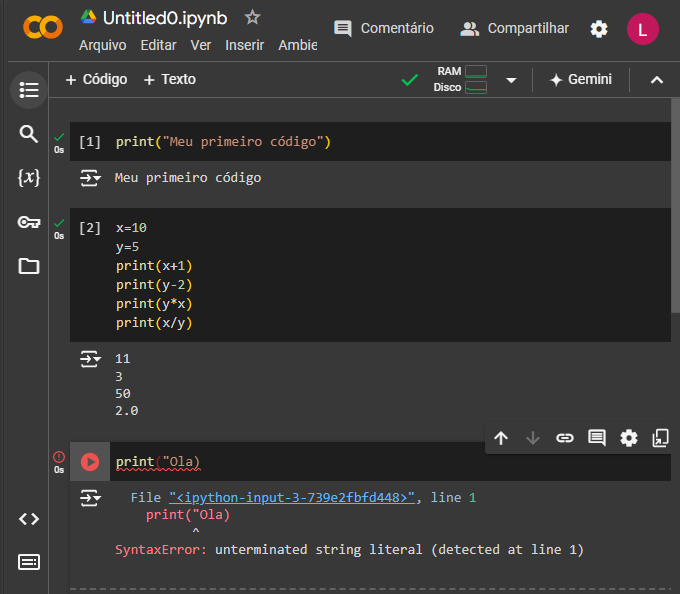 Untitled0.ipynb
Comentário
Compartilhar
L
Arquivo Editar Ver Inserir Ambie
+ Código + Texto
RAM
Disco
Gemini
[1] print("Meu primeiro código")
0s
Meu primeiro código
{x}
[2] x=10
0s
y=5
print(x+1)
print(y-2)
print(y*x)
print(x/y)
11
3
50
2.0
print("Ola)
0s
File "<ipython-input-3-739e2fbfd448>", line 1
print("Ola)
^
SyntaxError: unterminated string literal (detected at line 1)